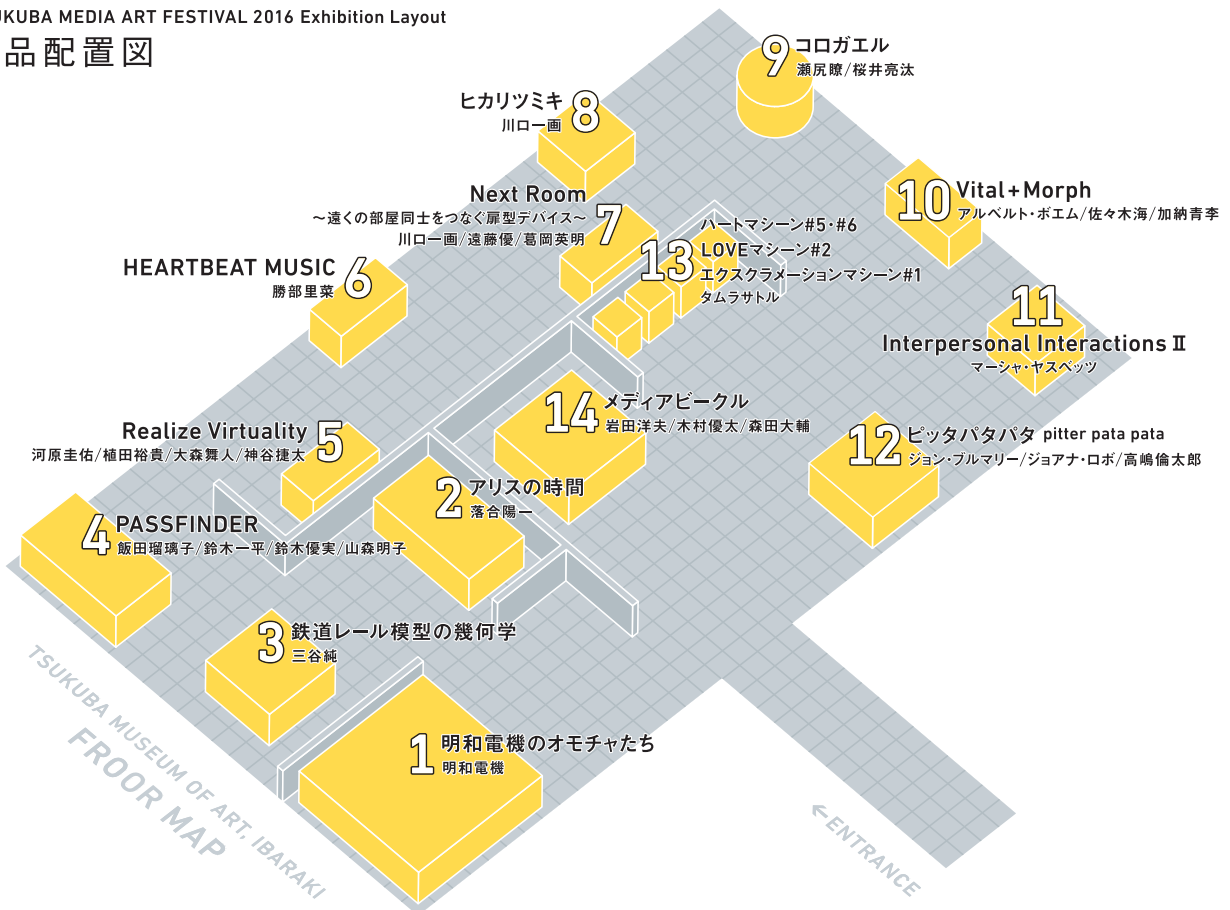 UKUBA MEDIA ART FESTIVAL 2016 Exhibition Layout
品配置図
9 コロガエル
瀬尻瞭/桜井亮汰
ヒカリツミキ 8
川口一画
10 Vital+Morph
アルベルト・ボエム/佐々木海/加納青季
Next Room 7
～遠くの部屋同士をつなぐ扉型デバイス～
川口一画/遠藤優/葛岡英明
13 ハートマシーン#5・#6
LOVEマシーン#2
エクスクラメーションマシーン#1
タムラサトル
HEARTBEAT MUSIC 6
勝部里菜
11
Interpersonal Interactions Ⅱ
マーシャ・ヤスベッツ
14 メディアビークル
岩田洋夫/木村優太/森田大輔
Realize Virtuality 5
河原圭佑/植田裕貴/大森舞人/神谷捷太
12 ピッタパタパタ pitter pata pata
ジョン・ブルマリー/ジョアナ・ロボ/高嶋倫太郎
2 アリスの時間
落合陽一
4 PASSFINDER
飯田瑠璃子/鈴木一平/鈴木優実/山森明子
3 鉄道レール模型の幾何学
三谷純
1 明和電機のオモチャたち
明和電機
TSUKUBA MUSEUM OF ART, IBARAKI
FROOR MAP
←ENTRANCE